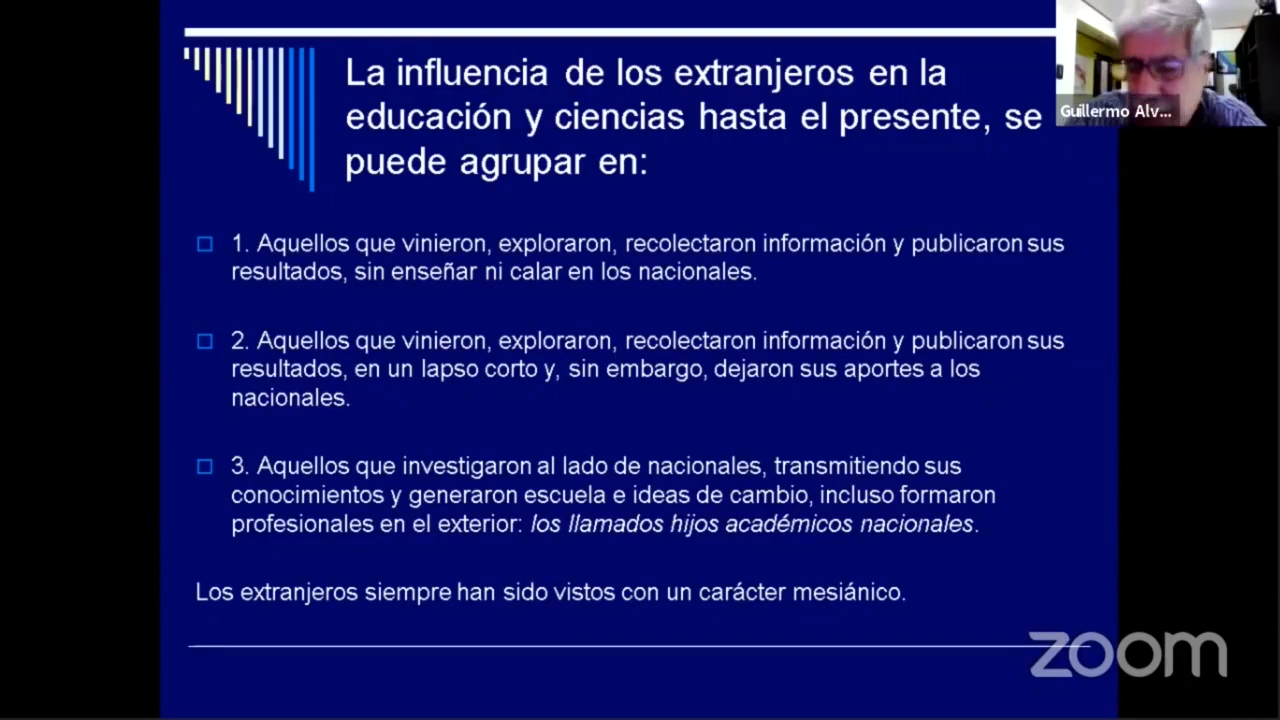 La influencia de los extranjeros en la
educación y ciencias hasta el presente, se
puede agrupar en:
Guillermo Alv...
1. Aquellos que vinieron, exploraron, recolectaron información y publicaron sus
resultados, sin enseñar ni calar en los nacionales.
2. Aquellos que vinieron, exploraron, recolectaron información y publicaron sus
resultados, en un lapso corto y, sin embargo, dejaron sus aportes a los
nacionales.
3. Aquellos que investigaron al lado de nacionales, transmitiendo sus
conocimientos y generaron escuela e ideas de cambio, incluso formaron
profesionales en el exterior: los llamados hijos académicos nacionales.
Los extranjeros siempre han sido vistos con un carácter mesiánico.
zoom